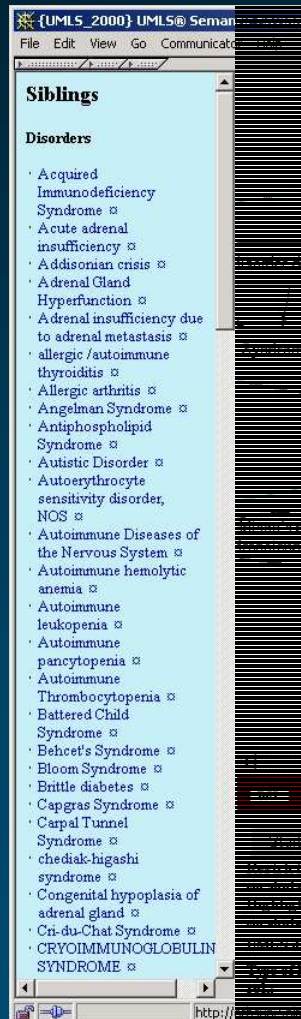 {UMLS_2000} UMLS® Seman
File Edit View Go Communicator
Siblings
Disorders
· Acquired
Immunodeficiency
Syndrome ¤
· Acute adrenal
insufficiency ¤
· Addisonian crisis ¤
· Adrenal Gland
Hyperfunction ¤
· Adrenal insufficiency due
to adrenal metastasis ¤
· allergic /autoimmune
thyroiditis ¤
· Allergic arthritis ¤
· Angelman Syndrome ¤
· Antiphospholipid
Syndrome ¤
· Autistic Disorder ¤
· Autoerythrocyte
sensitivity disorder,
NOS ¤
· Autoimmune Diseases of
the Nervous System ¤
· Autoimmune hemolytic
anemia ¤
· Autoimmune
leukopenia ¤
· Autoimmune
pancytopenia ¤
· Autoimmune
Thrombocytopenia ¤
· Battered Child
Syndrome ¤
· Behcet's Syndrome ¤
· Bloom Syndrome ¤
· Brittle diabetes ¤
· Capgras Syndrome ¤
· Carpal Tunnel
Syndrome ¤
· chediak-higashi
syndrome ¤
· Congenital hypoplasia of
adrenal gland ¤
· Cri-du-Chat Syndrome ¤
· CRYOIMMUNOGLOBULIN
SYNDROME ¤
http://